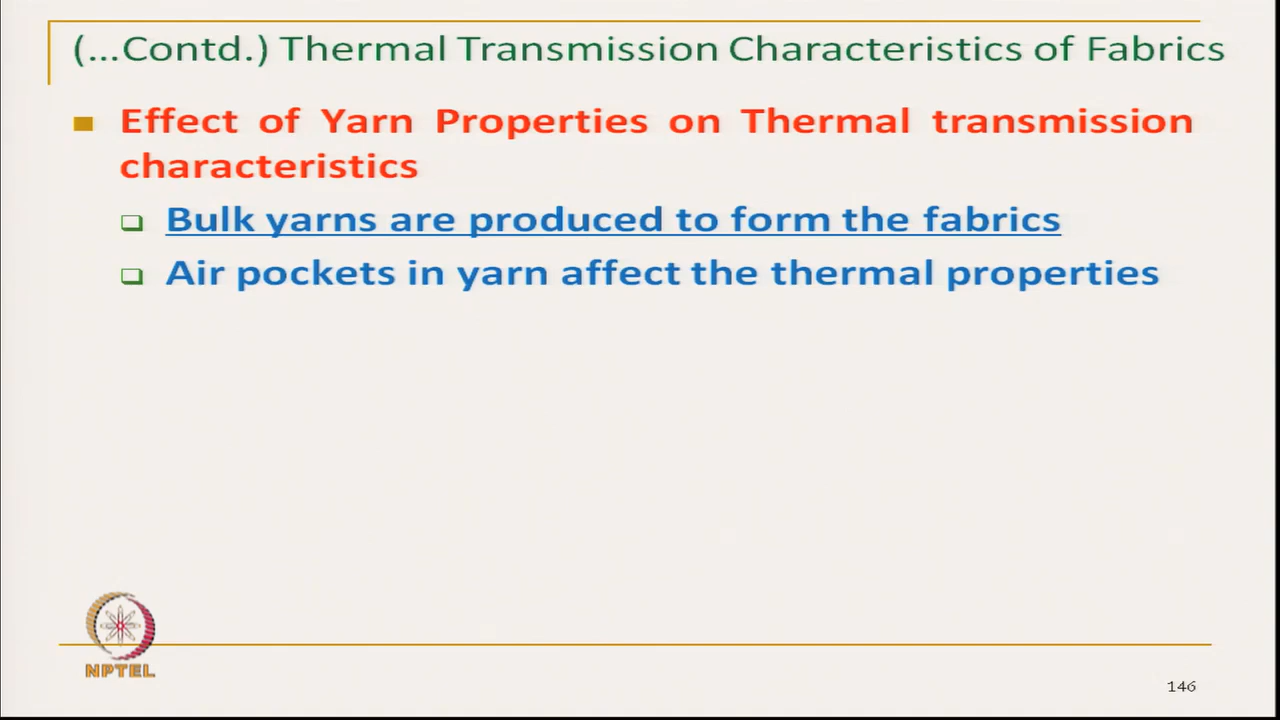 (...Contd.) Thermal Transmission Characteristics of Fabrics
Effect of Yarn Properties on Thermal transmission
characteristics
Bulk yarns are produced to form the fabrics
Air pockets in yarn affect the thermal properties
NPTEL
146